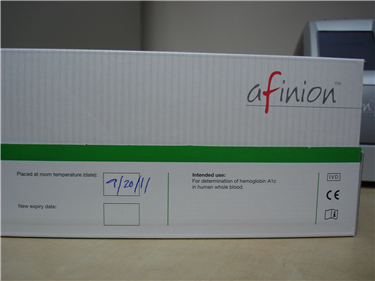 afinion™
Placed at room temperature (date):
1/20/11
New expiry date:
Intended use:
For determination of hemoglobin A1c
in human whole blood.
IVD
CE
i